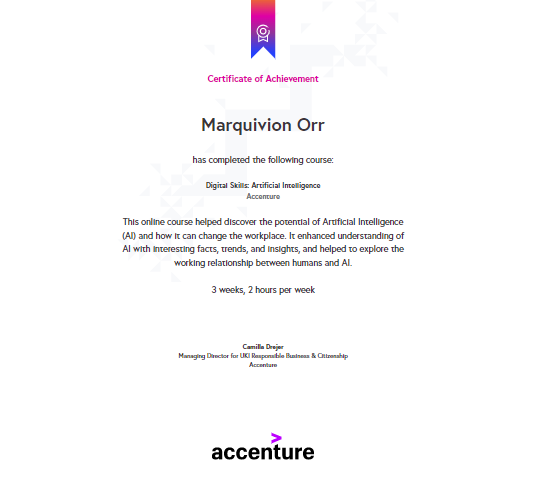 Certificate of Achievement
Marquivion Orr
has completed the following course:
Digital Skills: Artificial Intelligence
Accenture
This online course helped discover the potential of Artificial Intelligence
(AI) and how it can change the workplace. It enhanced understanding of
AI with interesting facts, trends, and insights, and helped to explore the
working relationship between humans and AI.
3 weeks, 2 hours per week
Camilla Drejer
Managing Director for UKI Responsible Business & Citizenship
Accenture
accenture